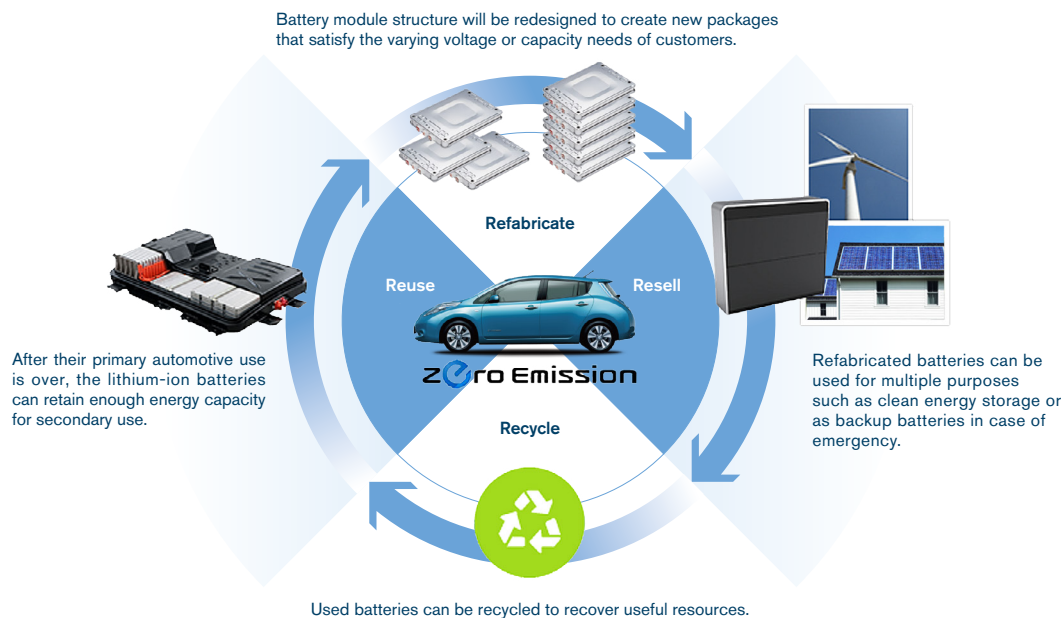 Battery module structure will be redesigned to create new packages
that satisfy the varying voltage or capacity needs of customers.
Refabricate
Reuse
Resell
Zero Emission
After their primary automotive use
is over, the lithium-ion batteries
can retain enough energy capacity
for secondary use.
Refabricated batteries can be
used for multiple purposes
such as clean energy storage or
as backup batteries in case of
emergency.
Recycle
Used batteries can be recycled to recover useful resources.